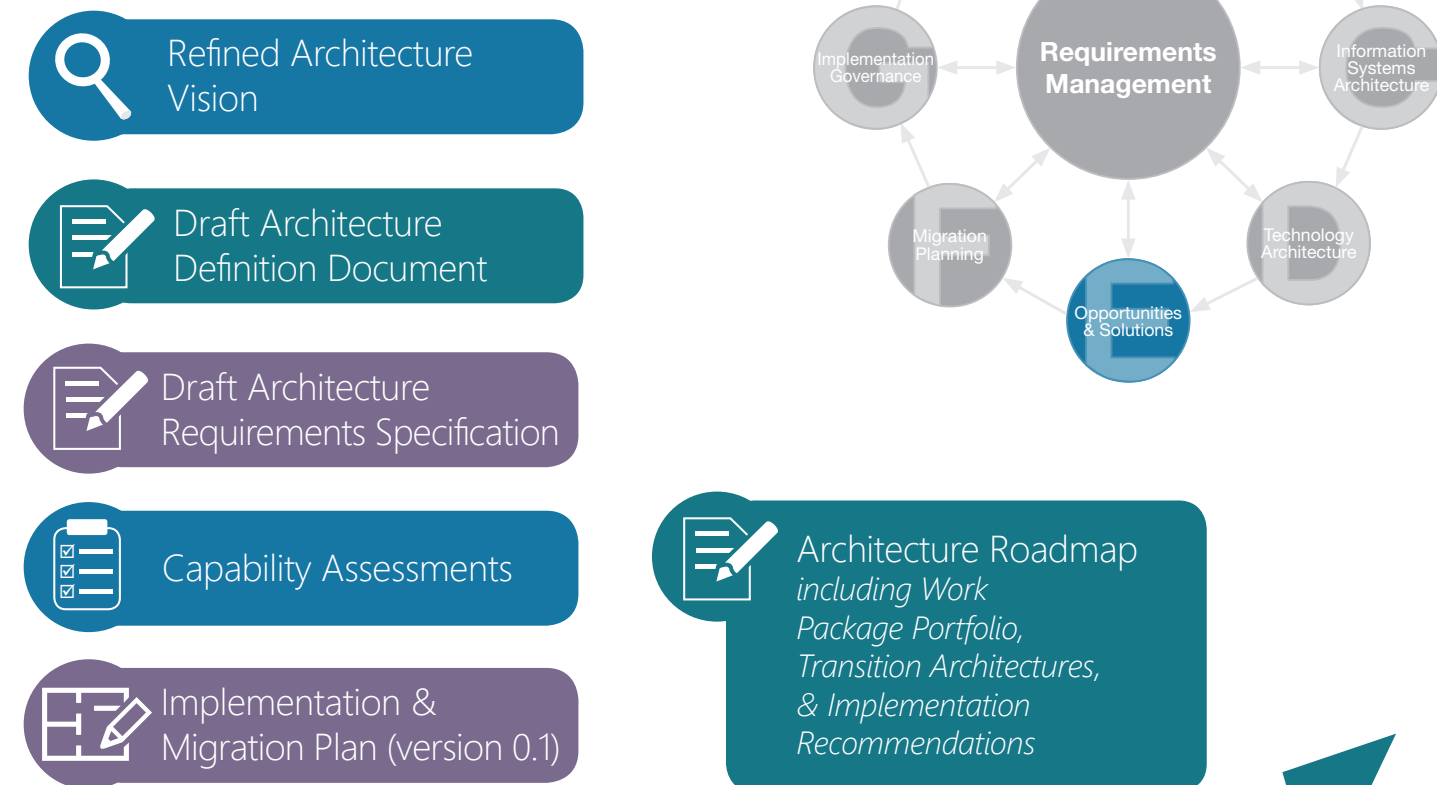 Refined Architecture
Vision
Draft Architecture
Definition Document
Draft Architecture
Requirements Specification
Capability Assessments
Implementation &
Migration Plan (version 0.1)
Requirements
Management
G
Implementation
Governance
C
Information
Systems
Architecture
F
Migration
Planning
D
Technology
Architecture
E
Opportunities
& Solutions
Architecture Roadmap
including Work
Package Portfolio,
Transition Architectures,
& Implementation
Recommendations